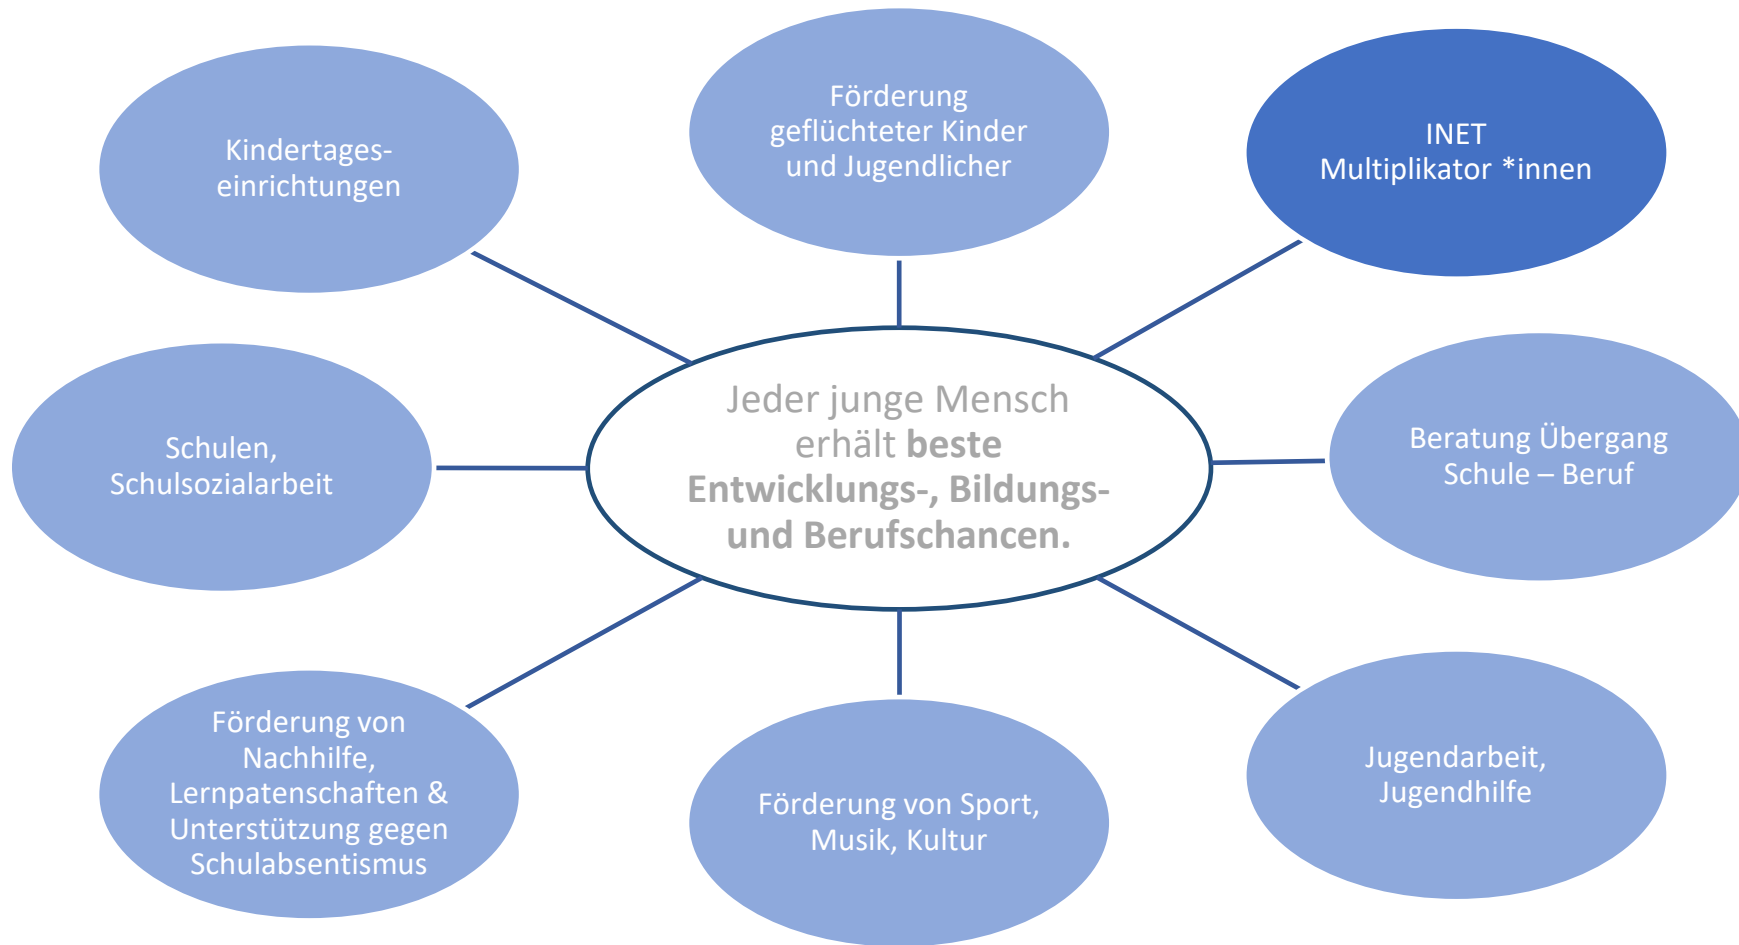 Kindertages-
einrichtungen
Förderung
geflüchteter Kinder
und Jugendlicher
INET
Multiplikator *innen
Schulen,
Schulsozialarbeit
Jeder junge Mensch
erhält beste
Entwicklungs-, Bildungs-
und Berufschancen.
Beratung Übergang
Schule – Beruf
Förderung von
Nachhilfe,
Lernpatenschaften &
Unterstützung gegen
Schulabsentismus
Förderung von Sport,
Musik, Kultur
Jugendarbeit,
Jugendhilfe